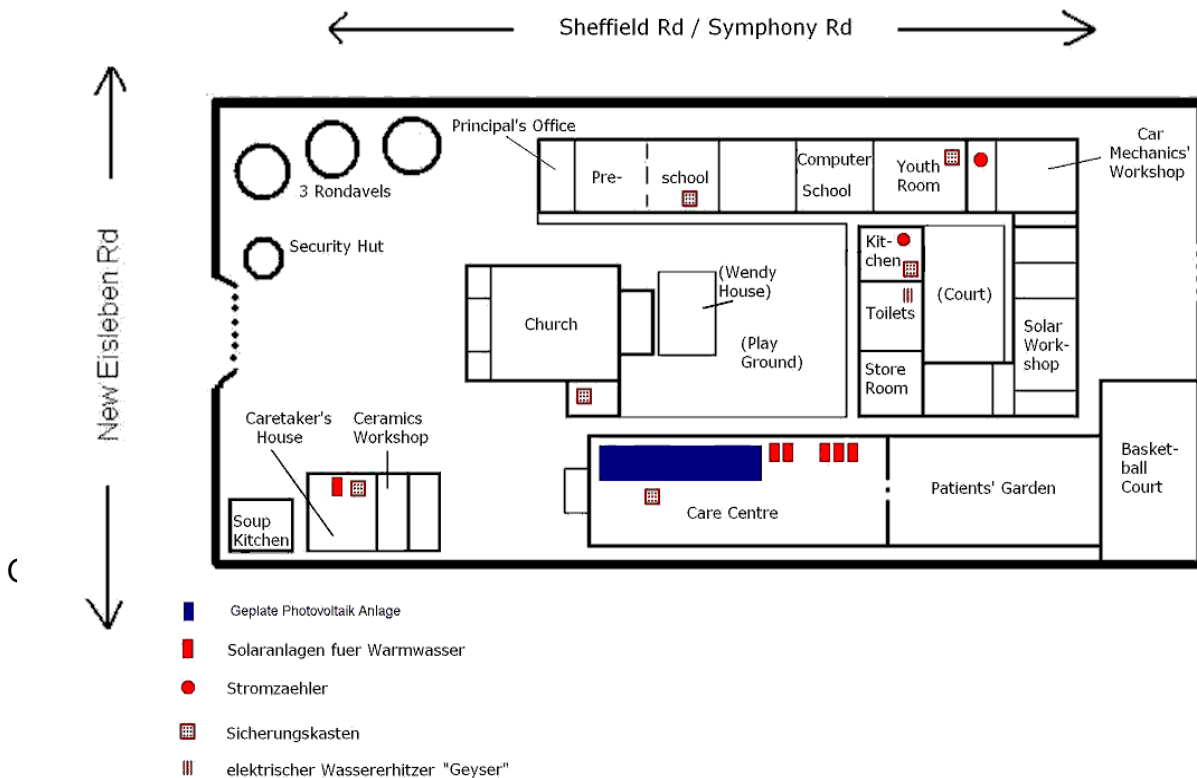 Sheffield Rd / Symphony Rd
New Eisleben Rd
Principal's Office
3 Rondavels
Security Hut
Pre-
school
Computer
School
Youth
Room
Car
Mechanics'
Workshop
Kit-
chen
Toilets
Store
Room
(Court)
Solar
Work-
shop
Church
(Wendy
House)
(Play
Ground)
Caretaker's
House
Ceramics
Workshop
Soup
Kitchen
Care Centre
Patients' Garden
Basket-
ball
Court
Geplate Photovoltaik Anlage
Solaranlagen fuer Warmwasser
Stromzaehler
Sicherungskasten
elektrischer Wassererhitzer "Geyser"